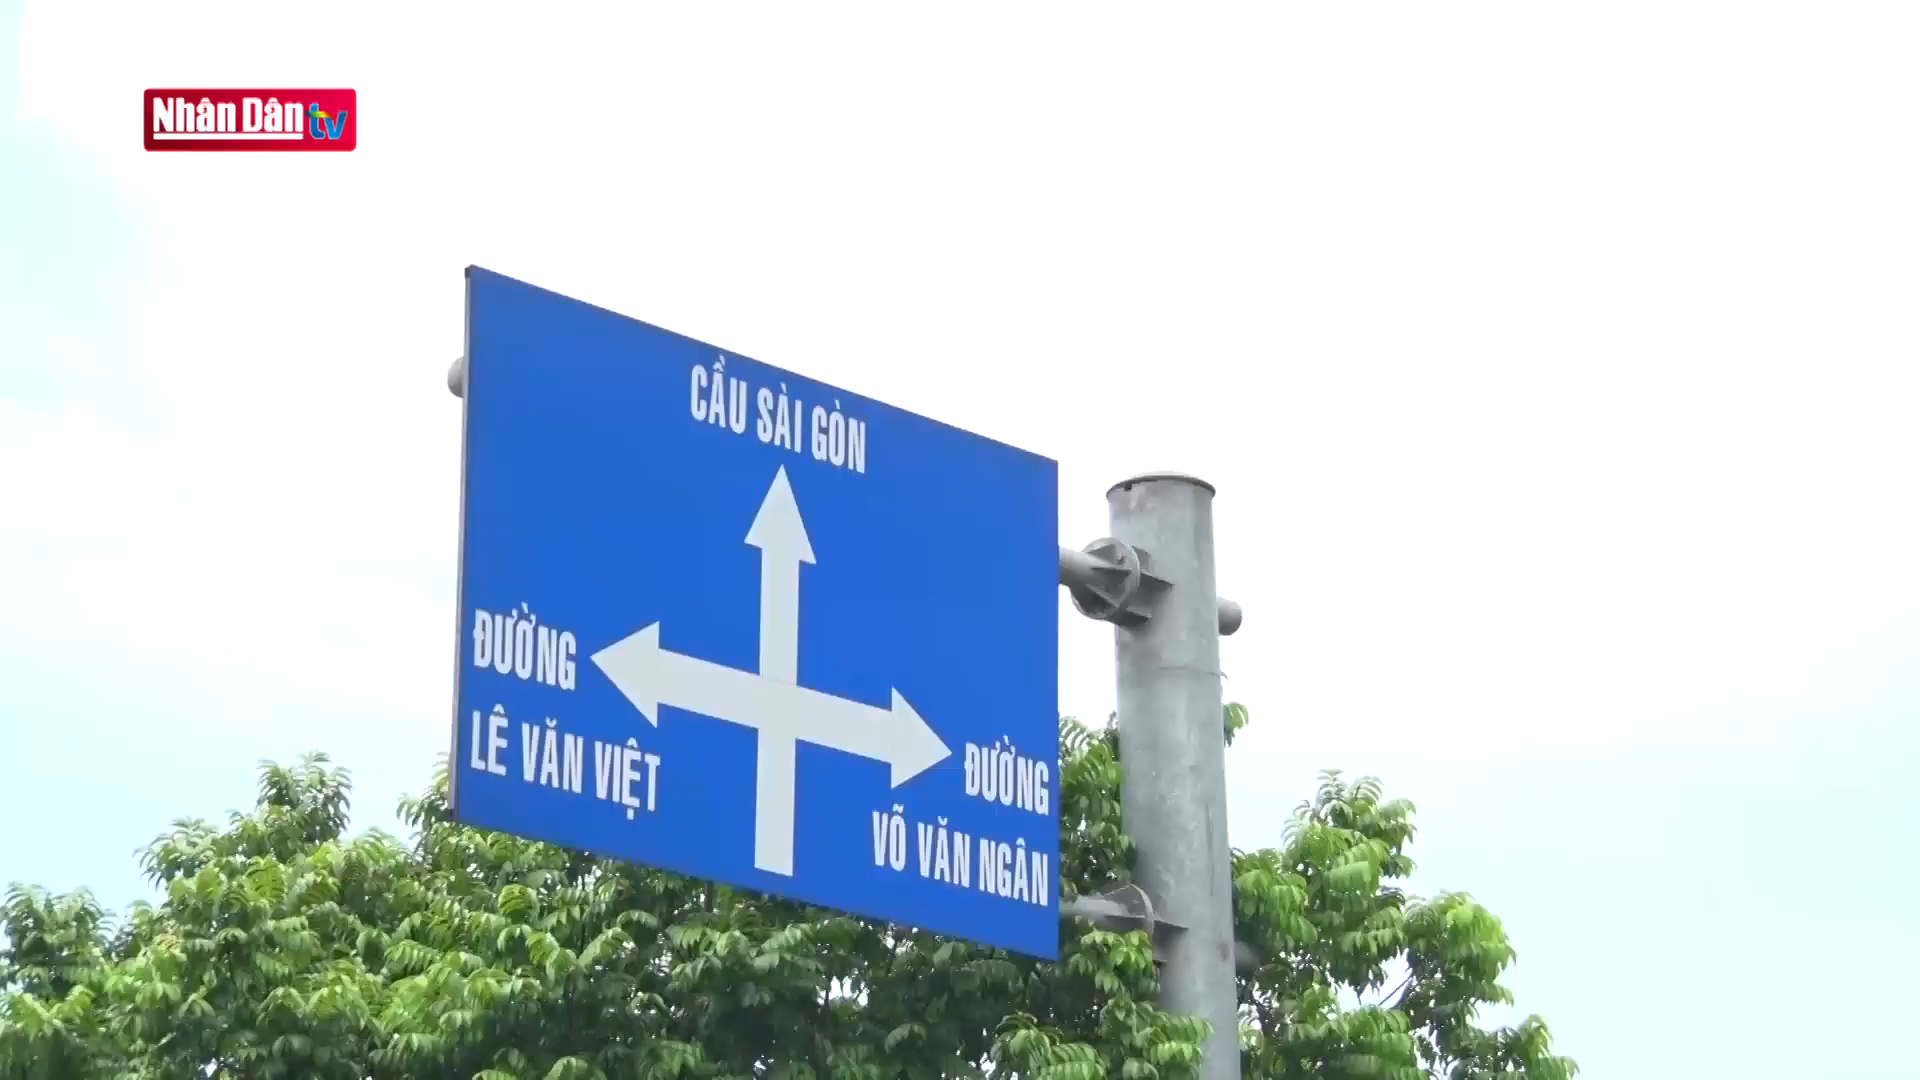 Nhân Dân tv
CẦU SÀI GÒN
ĐƯỜNG
LÊ VĂN VIỆT
ĐƯỜNG
VÕ VĂN NGÂN